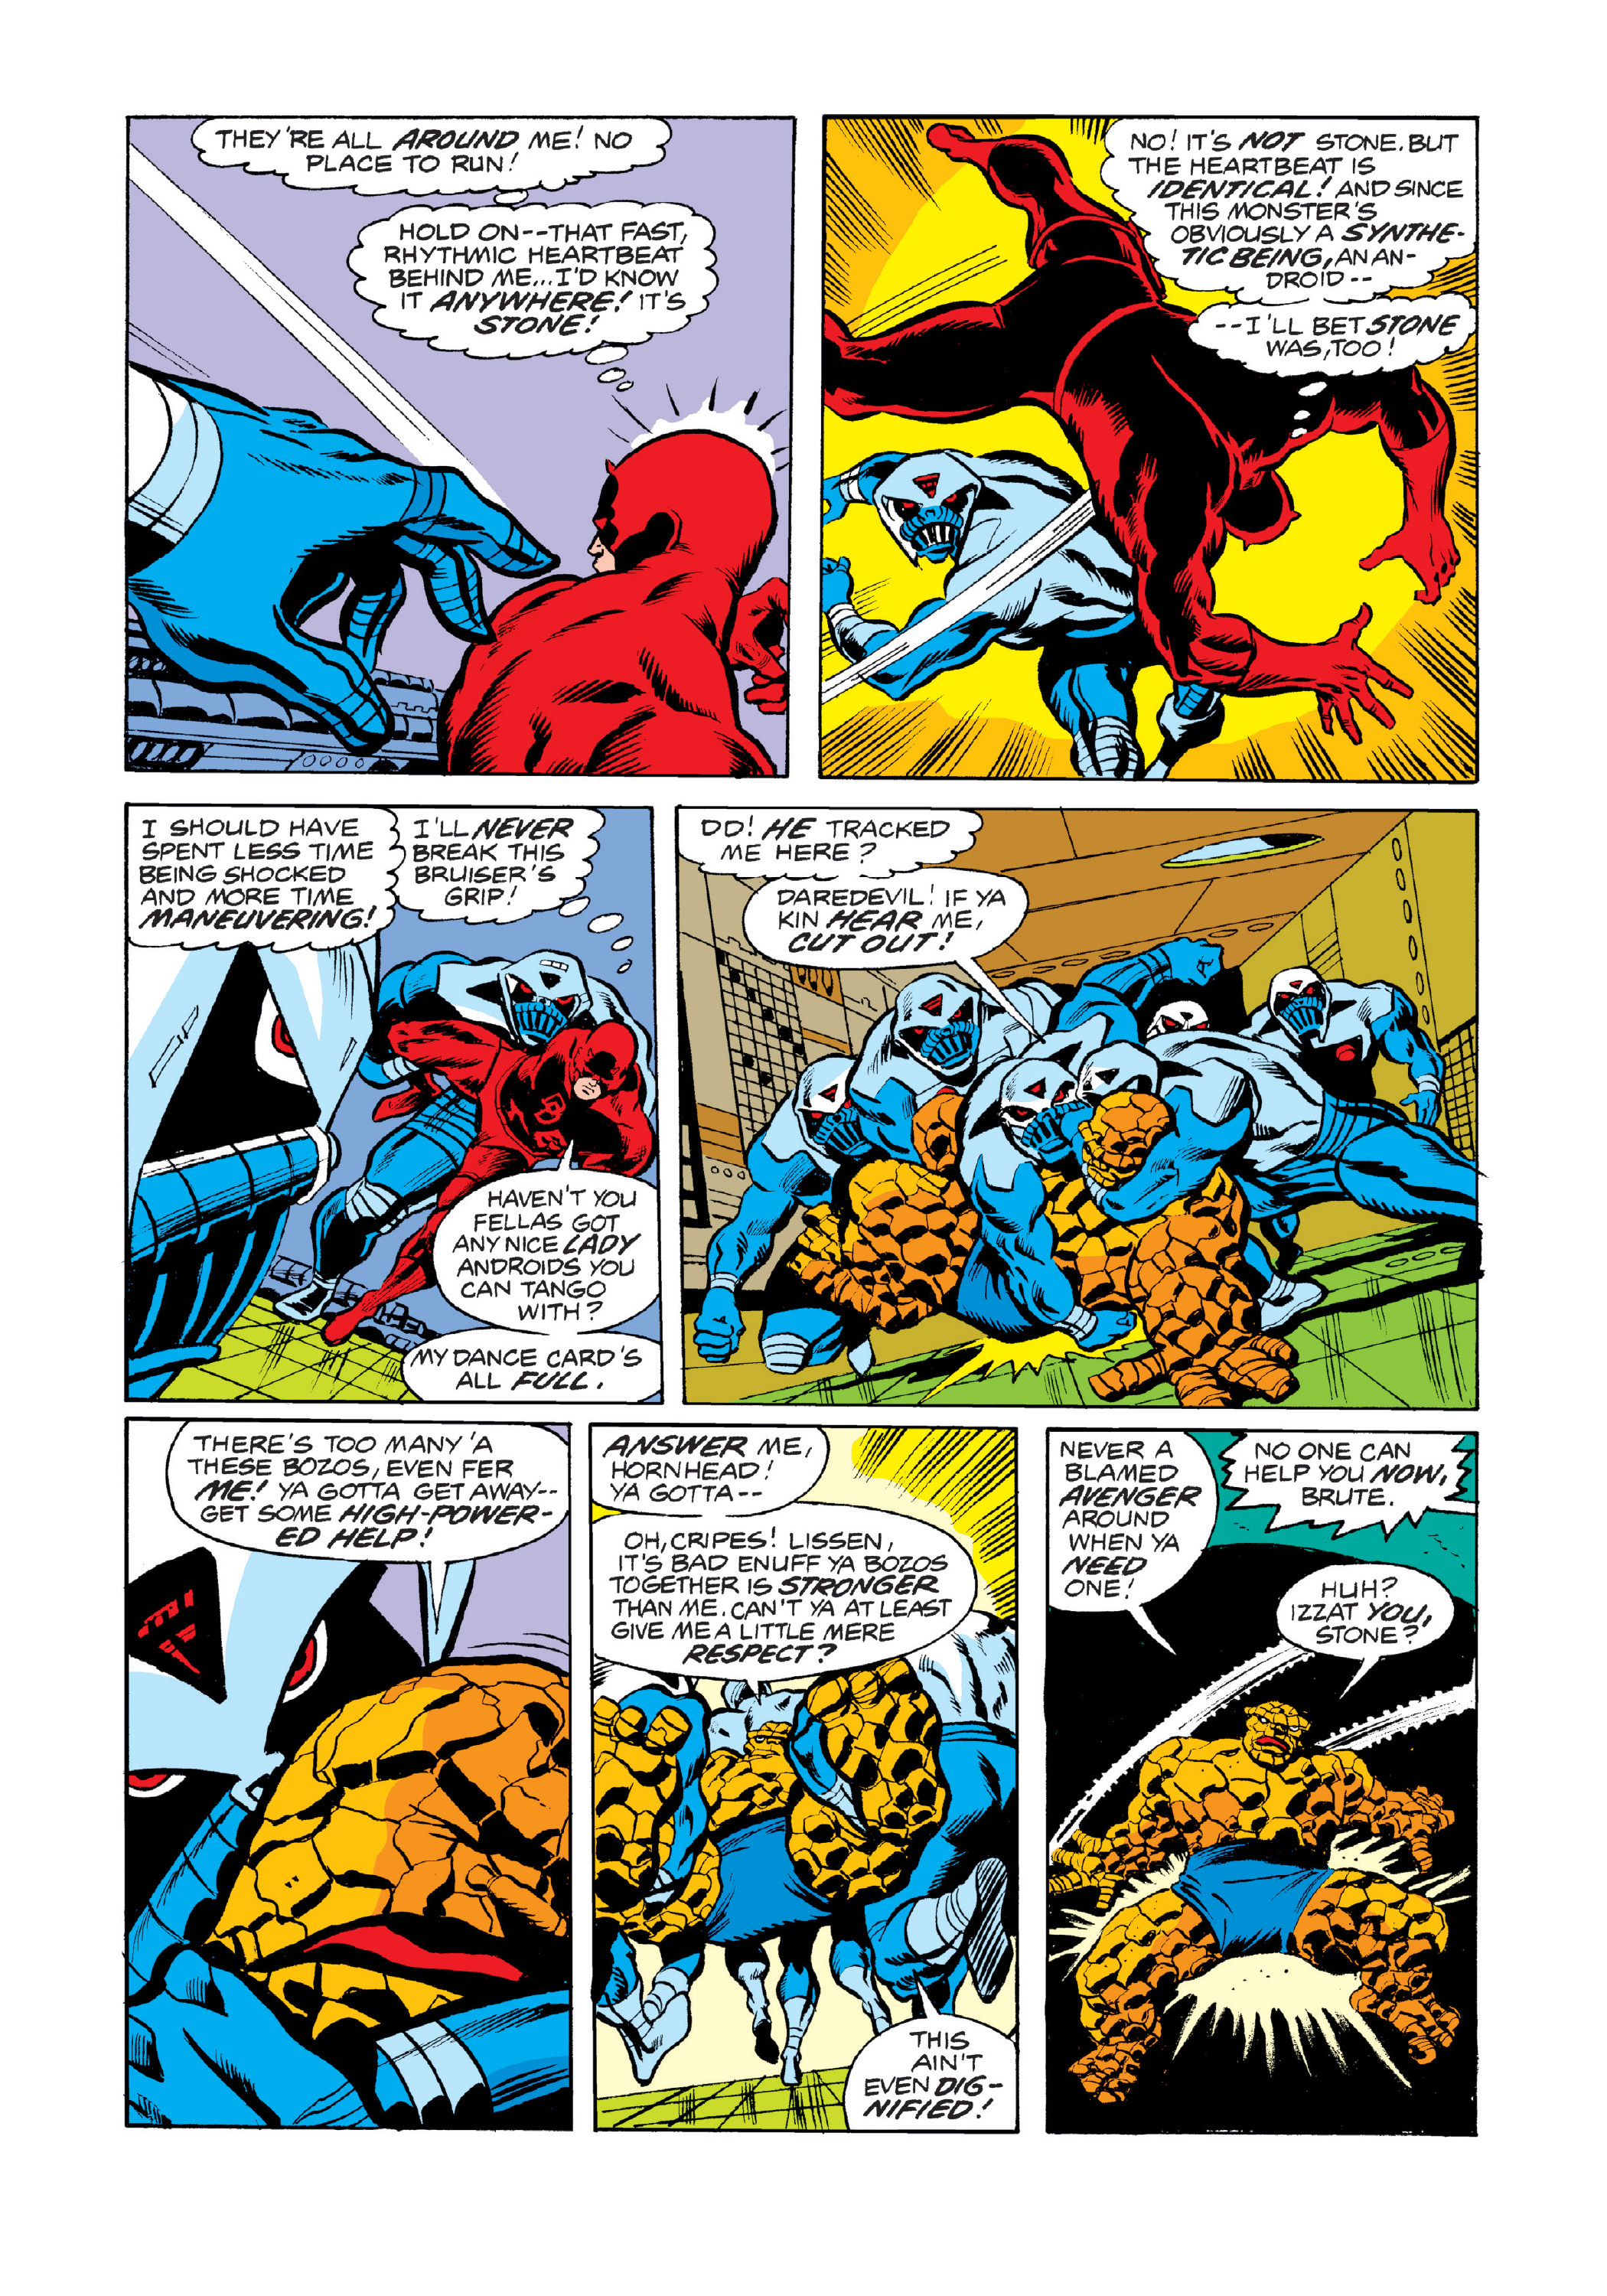 THEY'RE ALL AROUND ME! NO
PLACE TO RUN!
HOLD ON--THAT FAST,
RHYTHMIC HEARTBEAT
BEHIND ME...I'D KNOW
IT ANYWHERE! IT'S
STONE!
NO! IT'S NOT STONE. BUT
THE HEARTBEAT IS
IDENTICAL! AND SINCE
THIS MONSTER'S
OBVIOUSLY A SYNTHE-
TIC BEING, AN AN-
DROID--
--I'LL BET STONE
WAS, TOO!
I SHOULD HAVE
SPENT LESS TIME
BEING SHOCKED
AND MORE TIME
MANEUVERING!
I'LL NEVER
BREAK THIS
BRUISER'S
GRIP!
HAVEN'T YOU
FELLAS GOT
ANY NICE LADY
ANDROIDS YOU
CAN TANGO
WITH?
MY DANCE CARD'S
ALL FULL.
DD! HE TRACKED
ME HERE?
DAREDEVIL! IF YA
KIN HEAR ME,
CUT OUT!
THERE'S TOO MANY 'A
THESE BOZOS, EVEN FER
ME! YA GOTTA GET AWAY--
GET SOME HIGH-POWER-
ED HELP!
ANSWER ME,
HORNHEAD!
YA GOTTA--
OH, CRIPES! LISSEN,
IT'S BAD ENUFF YA BOZOS
TOGETHER IS STRONGER
THAN ME. CAN'T YA AT LEAST
GIVE ME A LITTLE MERE
RESPECT?
THIS
AIN'T
EVEN DIG-
NIFIED!
NEVER A
BLAMED
AVENGER
AROUND
WHEN YA
NEED
ONE!
NO ONE CAN
HELP YOU NOW,
BRUTE.
HUH?
IZZAT YOU,
STONE?